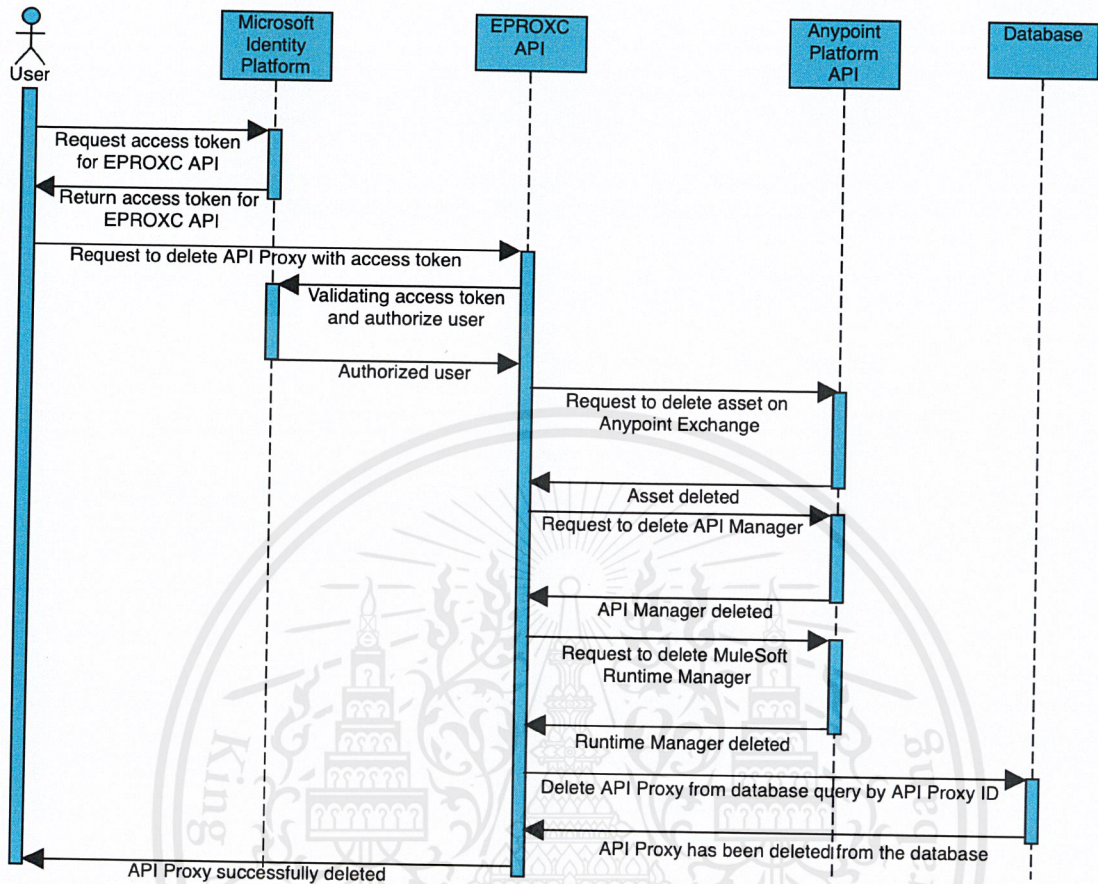 User
Microsoft
Identity
Platform
EPROXC
API
Anypoint
Platform
API
Database
Request access token
for EPROXC API
Return access token for
EPROXC API
Request to delete API Proxy with access token
Validating access token
and authorize user
Authorized user
Request to delete asset on
Anypoint Exchange
Asset deleted
Request to delete API Manager
API Manager deleted
Request to delete MuleSoft
Runtime Manager
Runtime Manager deleted
Delete API Proxy from database query by API Proxy ID
API Proxy has been deleted from the database
API Proxy successfully deleted
King